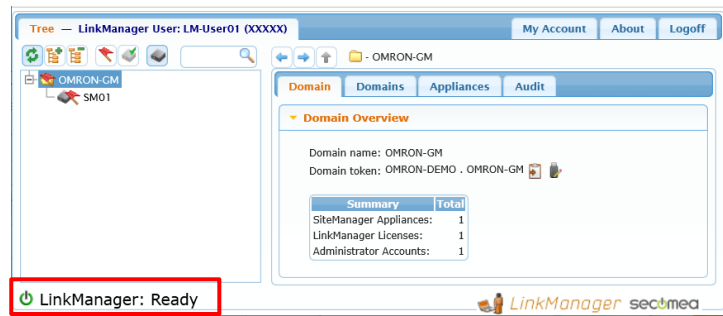 Tree — LinkManager User: LM-User01 (XXXXX)
My Account
About
Logoff
- OMRON-GM
OMRON-GM
SM01
Domain
Domains
Appliances
Audit
Domain Overview
Domain name: OMRON-GM
Domain token: OMRON-DEMO . OMRON-GM
Summary Total
SiteManager Appliances: 1
LinkManager Licenses: 1
Administrator Accounts: 1
LinkManager: Ready
LinkManager secomea